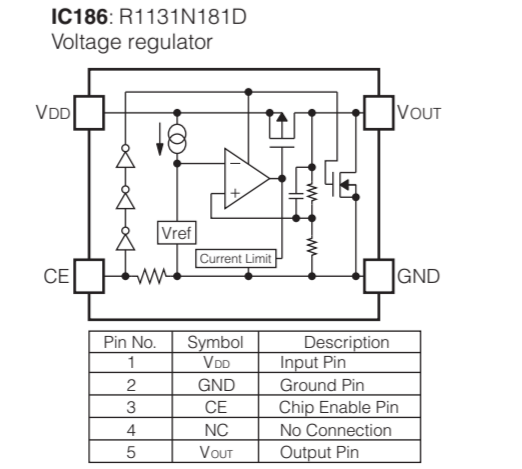 IC186: R1131N181D
Voltage regulator
VDD
VOUT
−
+
Vref
Current Limit
CE
GND
Pin No. Symbol Description
1 VDD Input Pin
2 GND Ground Pin
3 CE Chip Enable Pin
4 NC No Connection
5 VOUT Output Pin